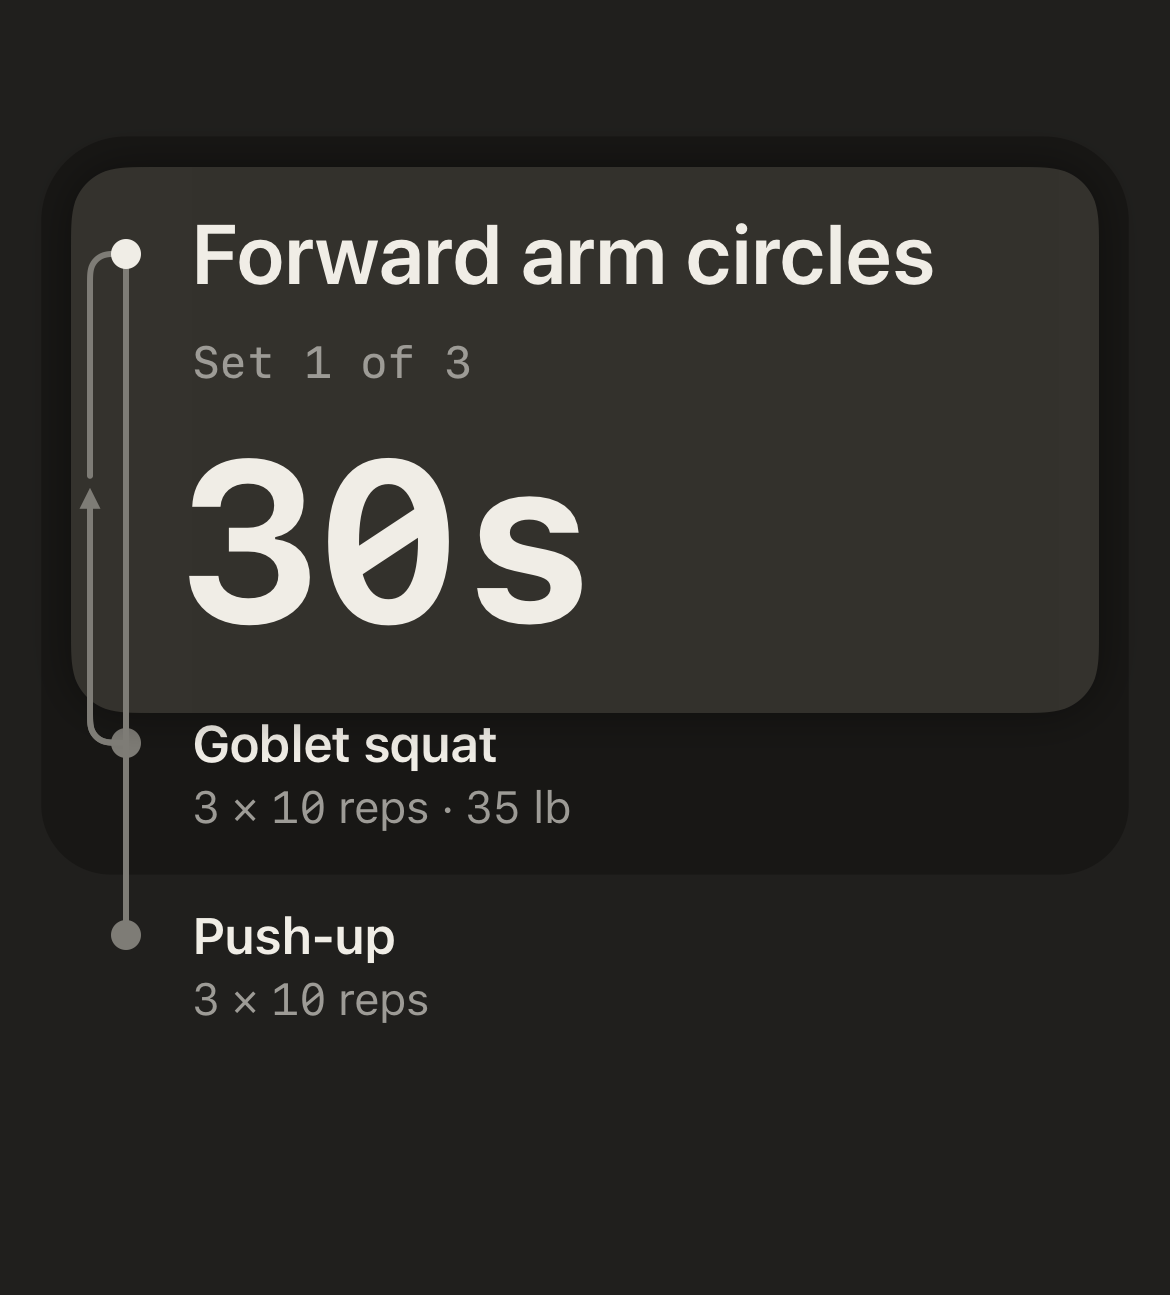 Forward arm circles
Set 1 of 3
30s
Goblet squat
3 × 10 reps · 35 lb
Push-up
3 × 10 reps